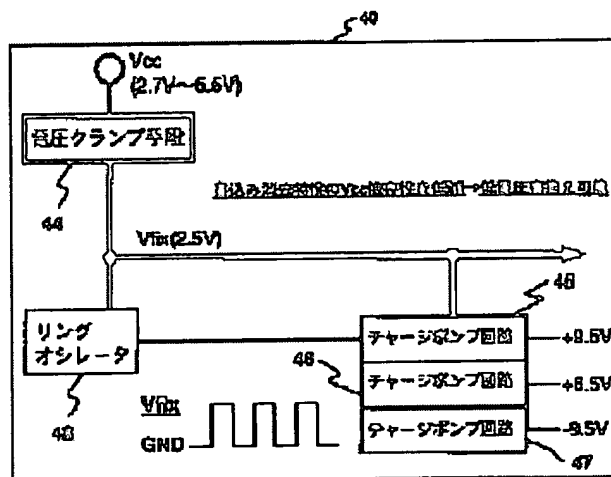 40
Vcc
(2.7V～5.5V)
電圧クランプ手段
44
Vfix(2.5V)
45
リング
オシレータ
43
チャージポンプ回路
+9.5V
46
チャージポンプ回路
+6.5V
チャージポンプ回路
-9.5V
47
Vfix
GND